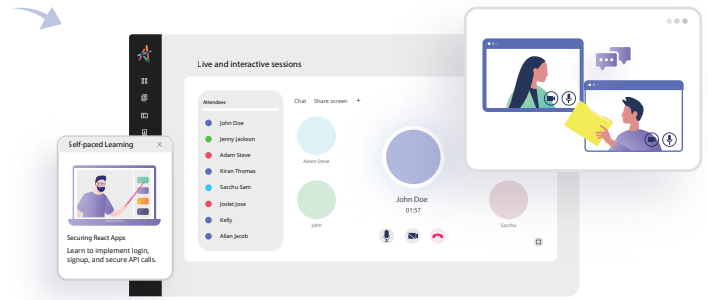 Live and interactive sessions
Attendees
John Doe
Jenny Jackson
Adam Steve
Kiran Thomas
Sacchu Sam
Joslet Jose
Kelly
Allan Jacob
Chat Share screen +
Adam Steve
John
John Doe
01:57
Sacchu
Self-paced Learning
Securing React Apps
Learn to implement login,
signup, and secure API calls.